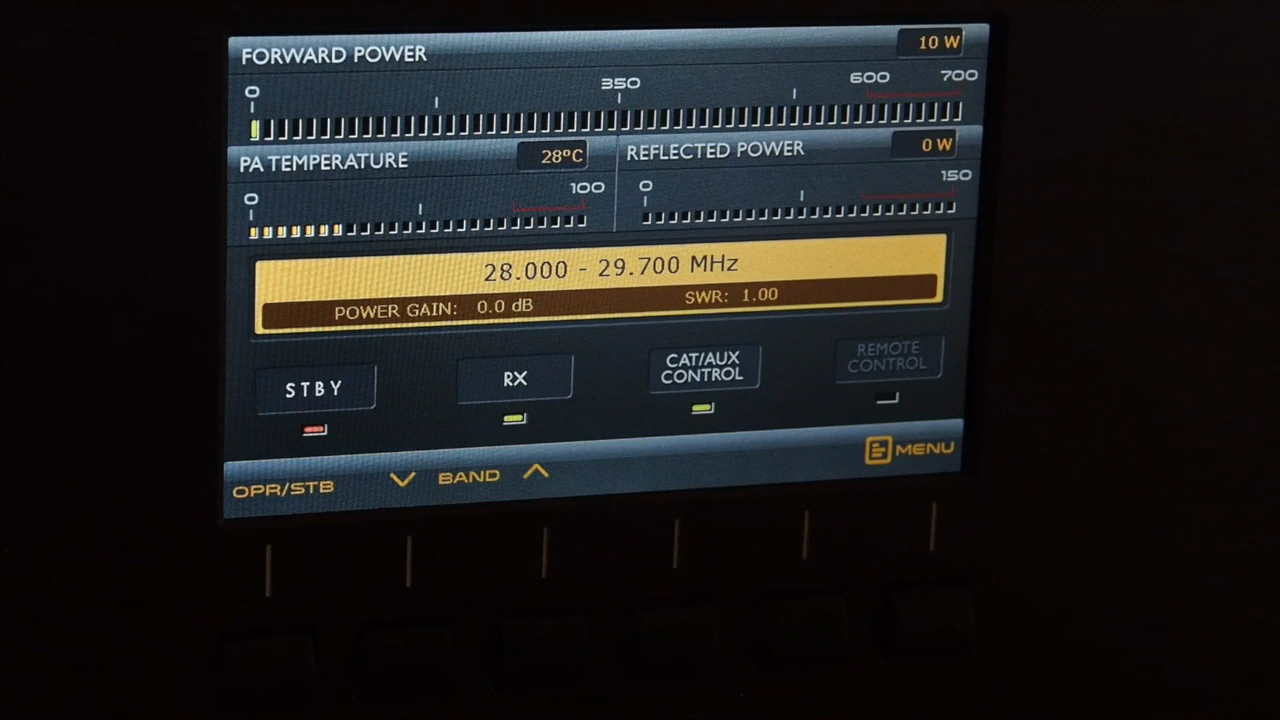 FORWARD POWER 10 W
0 350 600 700
PA TEMPERATURE 28°C
0 100
REFLECTED POWER 0 W
0 150
28.000 - 29.700 MHz
POWER GAIN: 0.0 dB SWR: 1.00
STBY
RX
CAT/AUX
CONTROL
REMOTE
CONTROL
OPR/STB BAND MENU